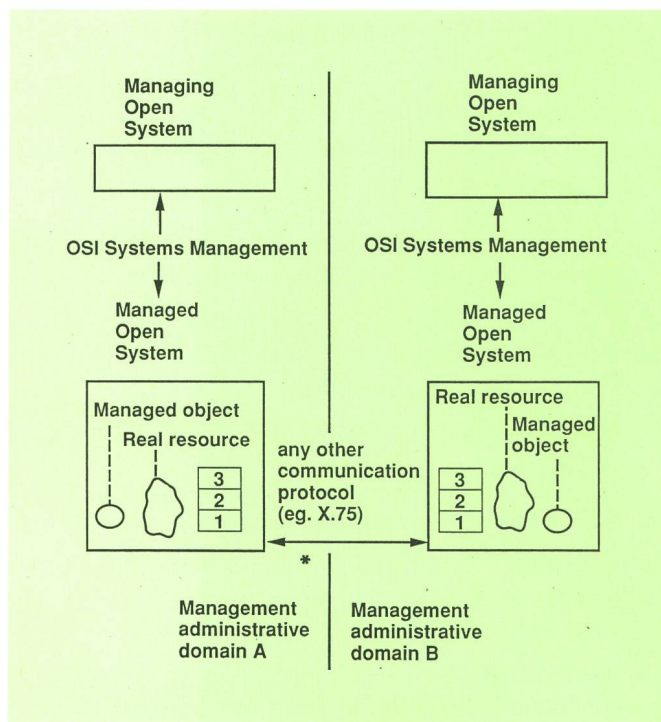 Managing
Open
System
Managing
Open
System
OSI Systems Management
OSI Systems Management
Managed
Open
System
Managed
Open
System
Managed object
Real resource
3
2
1
any other
communication
protocol
(eg. X.75)
*
Real resource
Managed
object
3
2
1
Management
administrative
domain A
Management
administrative
domain B